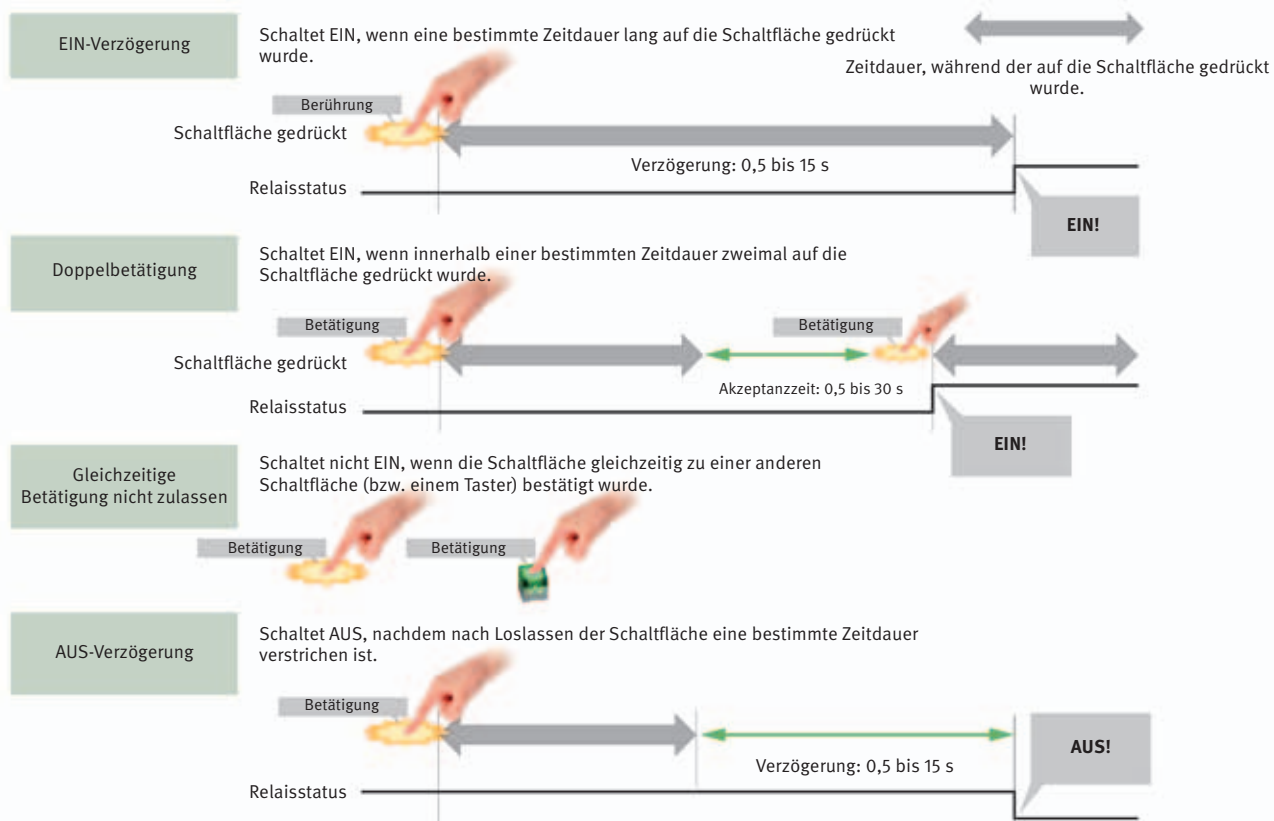 EIN-Verzögerung
Schaltet EIN, wenn eine bestimmte Zeitdauer lang auf die Schaltfläche gedrückt
wurde.
Zeitdauer, während der auf die Schaltfläche gedrückt
wurde.
Berührung
Schaltfläche gedrückt
Verzögerung: 0,5 bis 15 s
Relaisstatus
EIN!
Doppelbetätigung
Schaltet EIN, wenn innerhalb einer bestimmten Zeitdauer zweimal auf die
Schaltfläche gedrückt wurde.
Betätigung
Betätigung
Schaltfläche gedrückt
Akzeptanzzeit: 0,5 bis 30 s
Relaisstatus
EIN!
Gleichzeitige
Betätigung nicht zulassen
Schaltet nicht EIN, wenn die Schaltfläche gleichzeitig zu einer anderen
Schaltfläche (bzw. einem Taster) bestätigt wurde.
Betätigung
Betätigung
AUS-Verzögerung
Schaltet AUS, nachdem nach Loslassen der Schaltfläche eine bestimmte Zeitdauer
verstrichen ist.
Betätigung
Verzögerung: 0,5 bis 15 s
AUS!
Relaisstatus